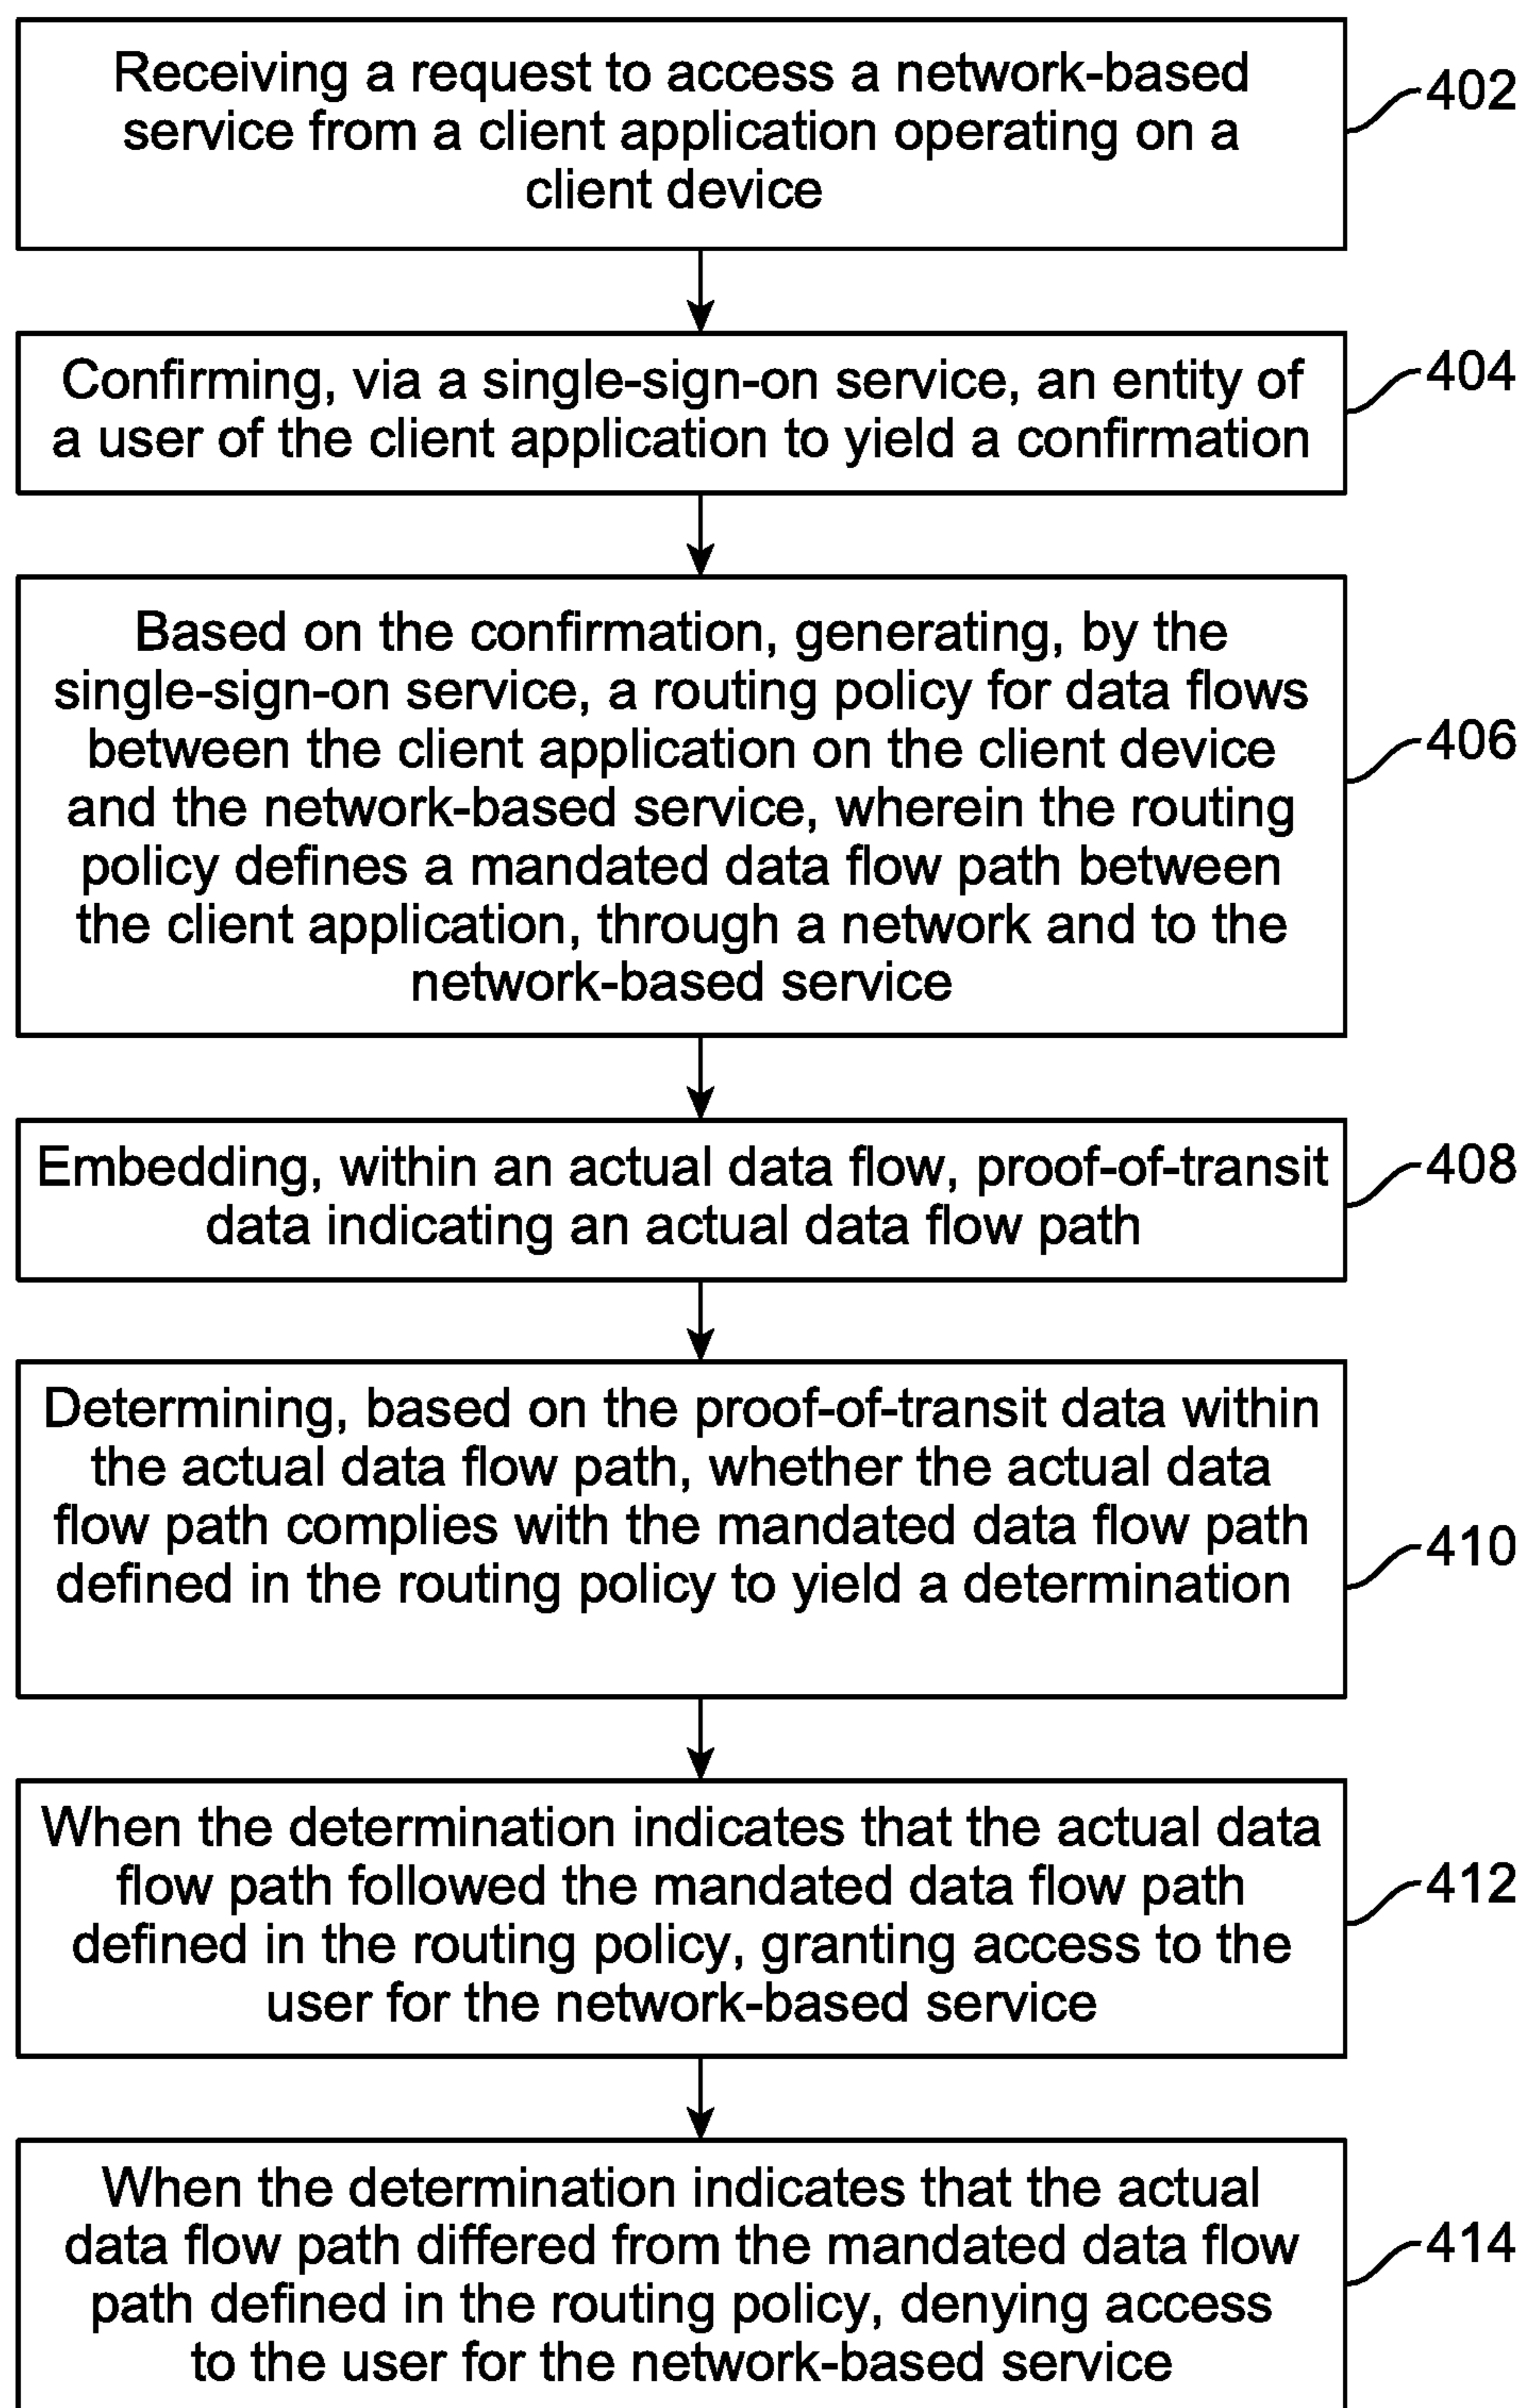 Receiving a request to access a network-based
service from a client application operating on a
client device
402
Confirming, via a single-sign-on service, an entity of
a user of the client application to yield a confirmation
404
Based on the confirmation, generating, by the
single-sign-on service, a routing policy for data flows
between the client application on the client device
and the network-based service, wherein the routing
policy defines a mandated data flow path between
the client application, through a network and to the
network-based service
406
Embedding, within an actual data flow, proof-of-transit
data indicating an actual data flow path
408
Determining, based on the proof-of-transit data within
the actual data flow path, whether the actual data
flow path complies with the mandated data flow path
defined in the routing policy to yield a determination
410
When the determination indicates that the actual data
flow path followed the mandated data flow path
defined in the routing policy, granting access to the
user for the network-based service
412
When the determination indicates that the actual
data flow path differed from the mandated data flow
path defined in the routing policy, denying access
to the user for the network-based service
414